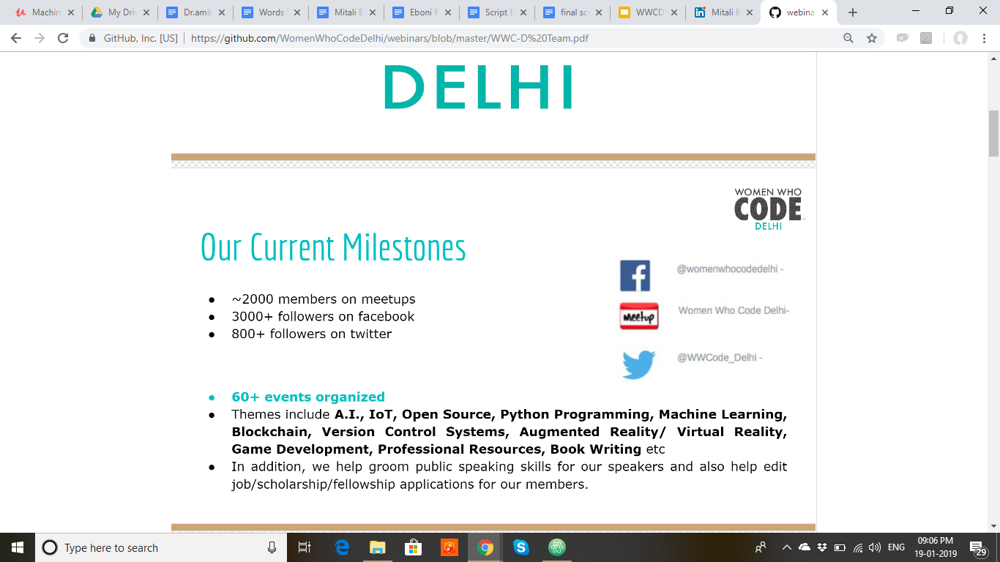 Machin
My Driv
Dr.amit
Words
Mitali B
Eboni F
Script N
final sc
WWCD
Mitali B
webina
GitHub, Inc. [US]
https://github.com/WomenWhoCodeDelhi/webinars/blob/master/WWC-D%20Team.pdf
DELHI
WOMEN WHO
CODE
DELHI
Our Current Milestones
@womenwhocodedelhi -
● ~2000 members on meetups
Meetup
Women Who Code Delhi-
● 3000+ followers on facebook
● 800+ followers on twitter
@WWCode_Delhi -
● 60+ events organized
● Themes include A.I., IoT, Open Source, Python Programming, Machine Learning,
Blockchain, Version Control Systems, Augmented Reality/ Virtual Reality,
Game Development, Professional Resources, Book Writing etc
● In addition, we help groom public speaking skills for our speakers and also help edit
job/scholarship/fellowship applications for our members.
Type here to search
ENG
09:06 PM
19-01-2019
29